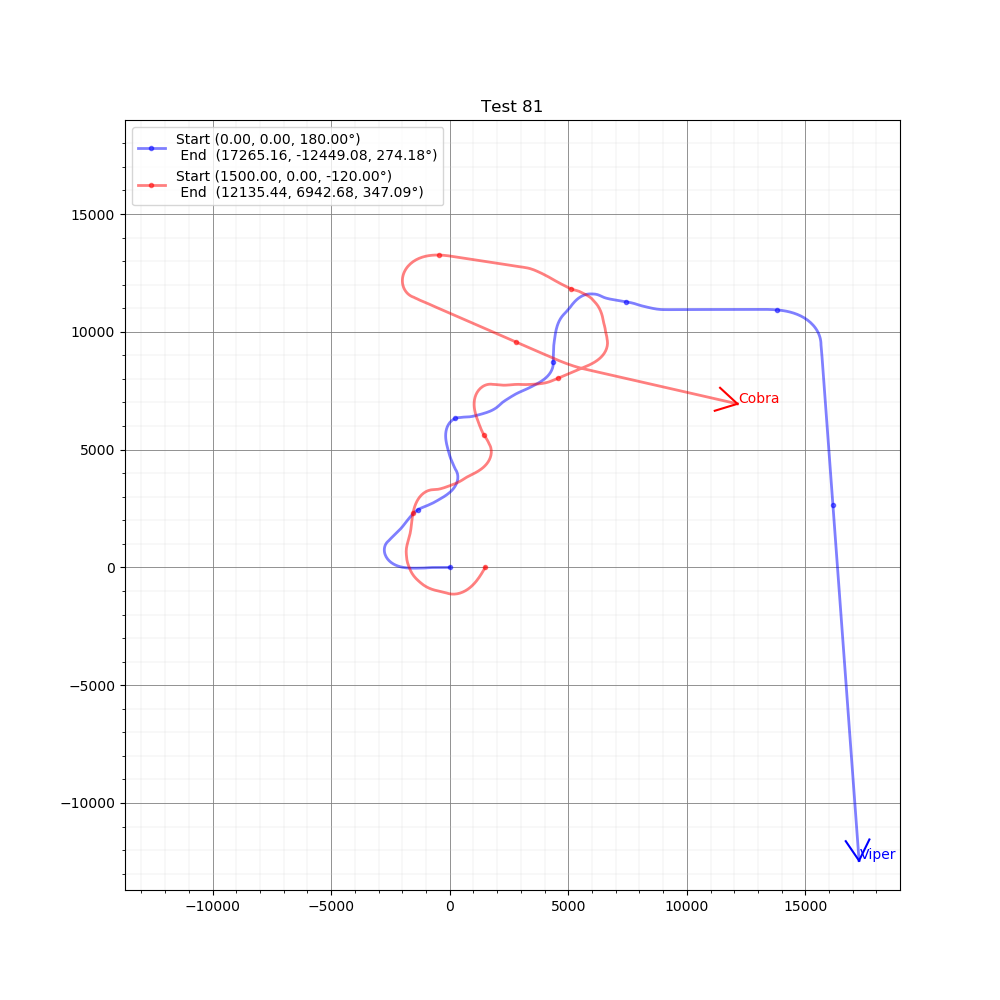 Test 81
Start (0.00, 0.00, 180.00°)
End (17265.16, -12449.08, 274.18°)
Start (1500.00, 0.00, -120.00°)
End (12135.44, 6942.68, 347.09°)
15000
10000
5000
0
−5000
−10000
Cobra
Viper
−10000
−5000
0
5000
10000
15000